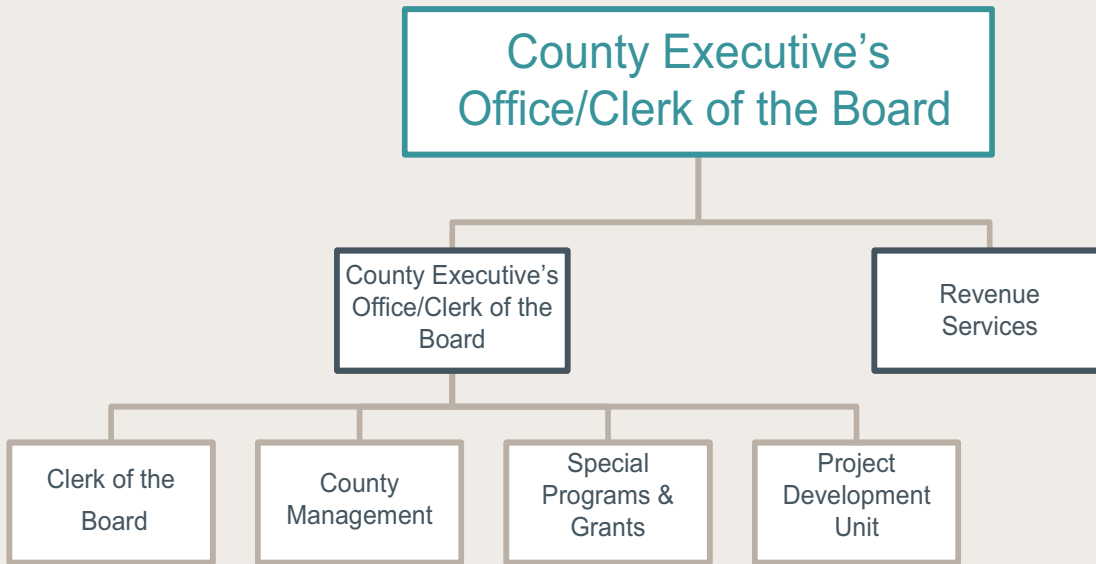 County Executive’s
Office/Clerk of the Board
County Executive’s
Office/Clerk of the
Board
Revenue
Services
Clerk of the
Board
County
Management
Special
Programs &
Grants
Project
Development
Unit